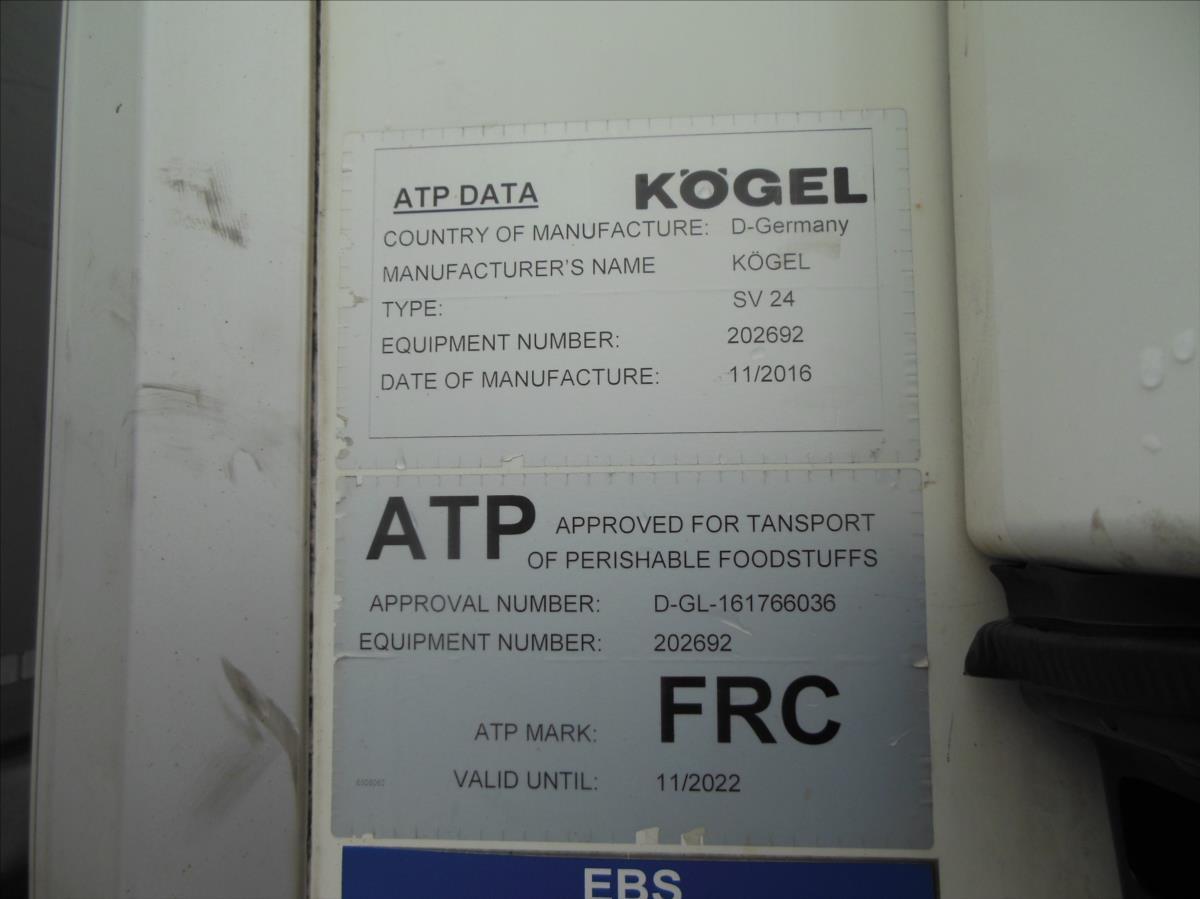 ATP DATA KÖGEL
COUNTRY OF MANUFACTURE: D-Germany
MANUFACTURER'S NAME KÖGEL
TYPE: SV 24
EQUIPMENT NUMBER: 202692
DATE OF MANUFACTURE: 11/2016
ATP APPROVED FOR TANSPORT
OF PERISHABLE FOODSTUFFS
APPROVAL NUMBER: D-GL-161766036
EQUIPMENT NUMBER: 202692
ATP MARK: FRC
VALID UNTIL: 11/2022
EBS